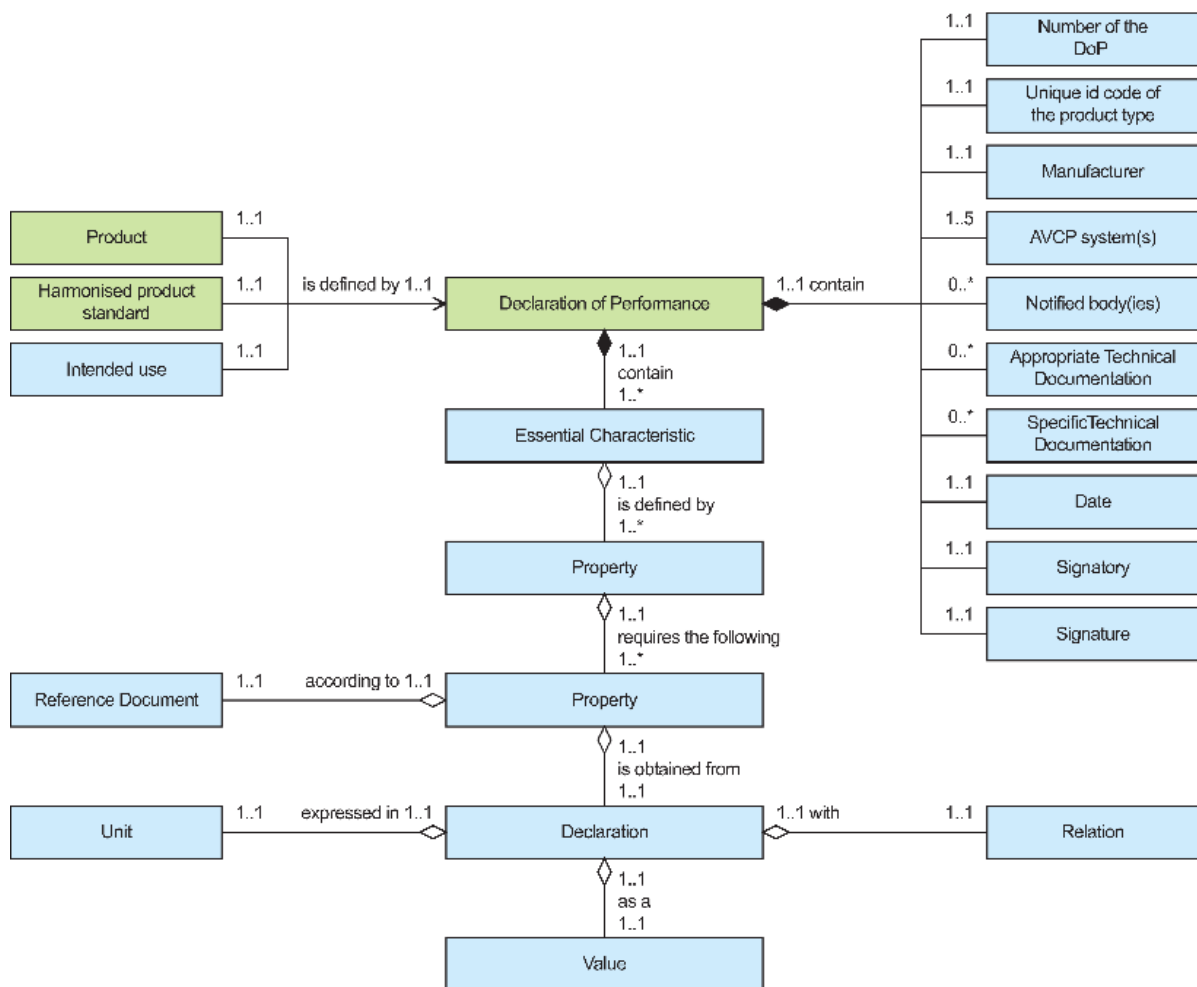 1..1
Number of the
DoP
1..1
Unique id code of
the product type
1..1
Manufacturer
1..5
AVCP system(s)
0..*
Notified body(ies)
0..*
Appropriate Technical
Documentation
0..*
SpecificTechnical
Documentation
1..1
Date
1..1
Signatory
1..1
Signature
Product
1..1
Harmonised product
standard
1..1
Intended use
1..1
is defined by 1..1
Declaration of Performance
1..1 contain
1..1
contain
1..*
Essential Characteristic
1..1
is defined by
1..*
Property
1..1
requires the following
1..*
Reference Document
1..1
according to 1..1
Property
1..1
is obtained from
1..1
Unit
1..1
expressed in 1..1
Declaration
1..1 with
1..1
Relation
1..1
as a
1..1
Value